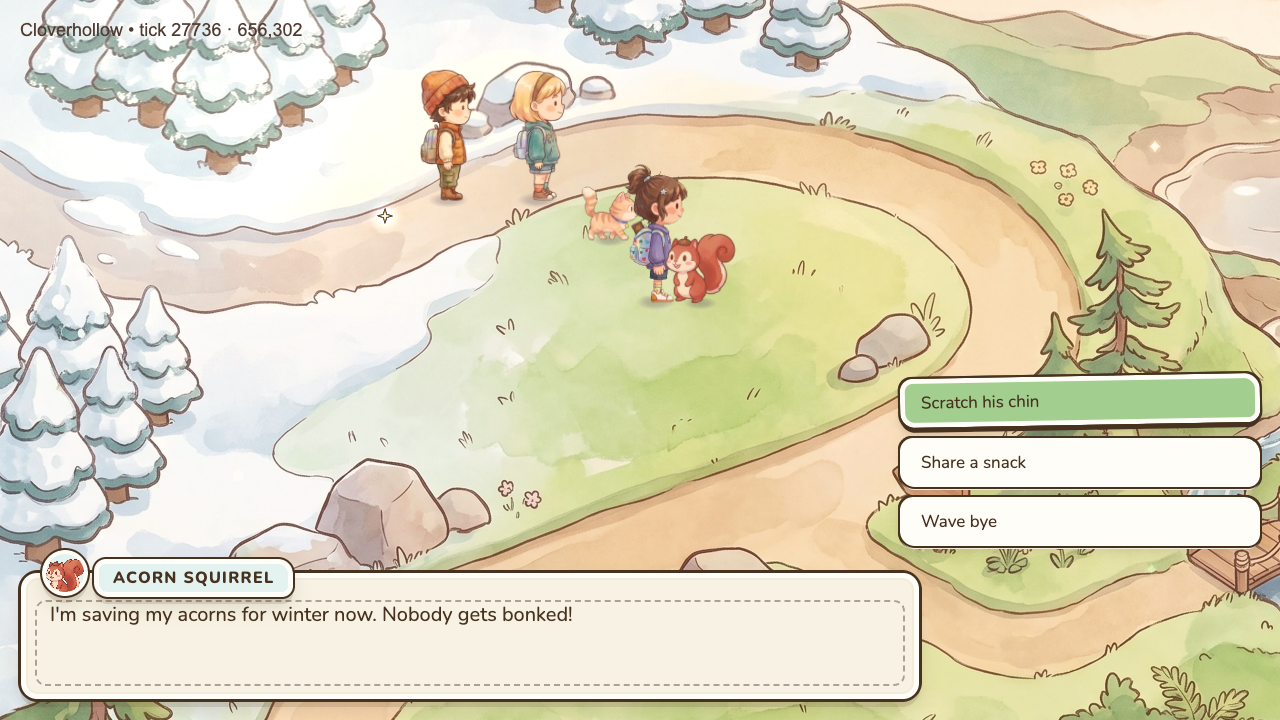 Cloverhollow • tick 27736 · 656,302
Scratch his chin
Share a snack
Wave bye
ACORN SQUIRREL
I'm saving my acorns for winter now. Nobody gets bonked!